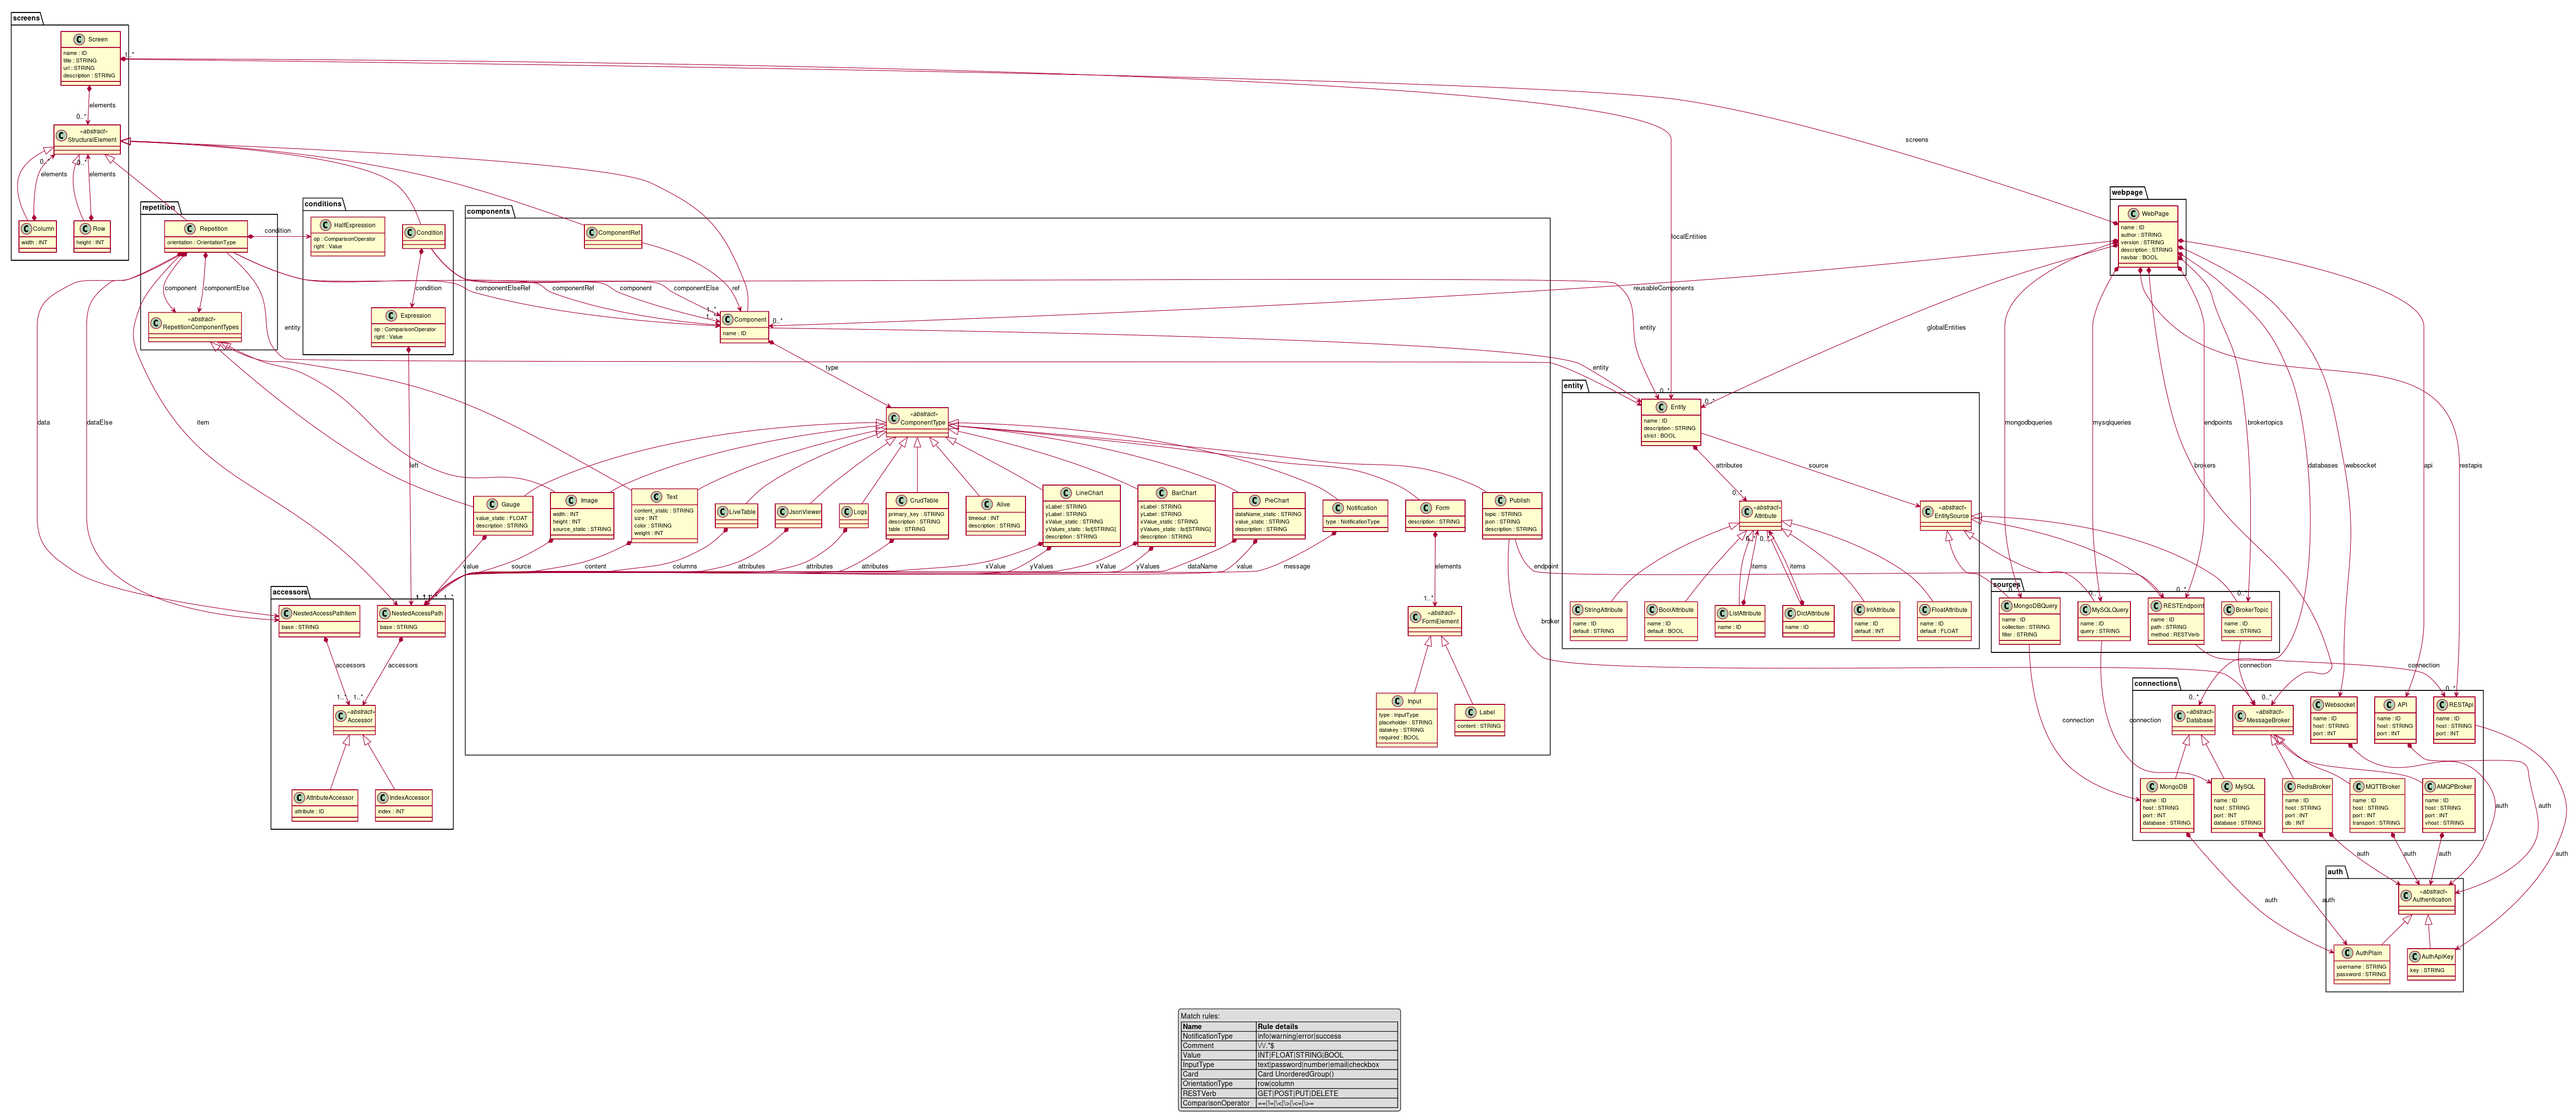 screens
Screen
name : ID
title : STRING
url : STRING
description : STRING
1..*
elements
0..*
«abstract»
StructuralElement
0..*
0..*
elements
elements
Column
width : INT
Row
height : INT
screens
webpage
WebPage
name : ID
author : STRING
version : STRING
description : STRING
navbar : BOOL
repetition
Repetition
orientation : OrientationType
condition
component
componentElse
«abstract»
RepetitionComponentTypes
entity
conditions
HalfExpression
op : ComparisonOperator
right : Value
Condition
condition
Expression
op : ComparisonOperator
right : Value
components
ComponentRef
localEntities
componentElseRef
componentRef
component
componentElse
ref
reusableComponents
1..*
1..*
0..*
Component
name : ID
entity
globalEntities
type
entity
data
dataElse
item
left
«abstract»
ComponentType
Gauge
value_static : FLOAT
description : STRING
Image
width : INT
height : INT
source_static : STRING
Text
content_static : STRING
size : INT
color : STRING
weight : INT
LiveTable
JsonViewer
Logs
CrudTable
primary_key : STRING
description : STRING
table : STRING
Alive
timeout : INT
description : STRING
LineChart
xLabel : STRING
yLabel : STRING
xValue_static : STRING
yValues_static : list[STRING]
description : STRING
BarChart
xLabel : STRING
yLabel : STRING
xValue_static : STRING
yValues_static : list[STRING]
description : STRING
PieChart
dataName_static : STRING
value_static : STRING
description : STRING
Notification
type : NotificationType
Form
description : STRING
Publish
topic : STRING
json : STRING
description : STRING
value
source
content
columns
attributes
attributes
attributes
xValue
yValues
xValue
yValues
dataName
value
message
elements
endpoint
broker
1..*
«abstract»
FormElement
Input
type : InputType
placeholder : STRING
datakey : STRING
required : BOOL
Label
content : STRING
entity
0..*
0..*
Entity
name : ID
description : STRING
strict : BOOL
attributes
source
0..*
«abstract»
Attribute
«abstract»
EntitySource
items
items
StringAttribute
name : ID
default : STRING
BoolAttribute
name : ID
default : BOOL
ListAttribute
name : ID
DictAttribute
name : ID
IntAttribute
name : ID
default : INT
FloatAttribute
name : ID
default : FLOAT
mongodbqueries
mysqlqueries
endpoints
brokertopics
brokers
databases
websocket
api
restapis
sources
MongoDBQuery
name : ID
collection : STRING
filter : STRING
MySQLQuery
name : ID
query : STRING
0..*
RESTEndpoint
name : ID
path : STRING
method : RESTVerb
BrokerTopic
name : ID
topic : STRING
accessors
NestedAccessPathItem
base : STRING
NestedAccessPath
base : STRING
accessors
accessors
1..*
1..*
«abstract»
Accessor
AttributeAccessor
attribute : ID
IndexAccessor
index : INT
connection
connection
connection
connection
connections
0..*
«abstract»
Database
0..*
«abstract»
MessageBroker
Websocket
name : ID
host : STRING
port : INT
API
name : ID
host : STRING
port : INT
0..*
RESTApi
name : ID
host : STRING
port : INT
MongoDB
name : ID
host : STRING
port : INT
database : STRING
MySQL
name : ID
host : STRING
port : INT
database : STRING
RedisBroker
name : ID
host : STRING
port : INT
db : INT
MQTTBroker
name : ID
host : STRING
port : INT
transport : STRING
AMQPBroker
name : ID
host : STRING
port : INT
vhost : STRING
auth
auth
auth
auth
auth
auth
auth
auth
auth
«abstract»
Authentication
AuthPlain
username : STRING
password : STRING
AuthApiKey
key : STRING
Match rules:
Name Rule details
NotificationType info|warning|error|success
Comment \/\/.*$
Value INT|FLOAT|STRING|BOOL
InputType text|password|number|email|checkbox
Card Card UnorderedGroup()
OrientationType row|column
RESTVerb GET|POST|PUT|DELETE
ComparisonOperator ==|!=|\<|\>|\<=|\>=